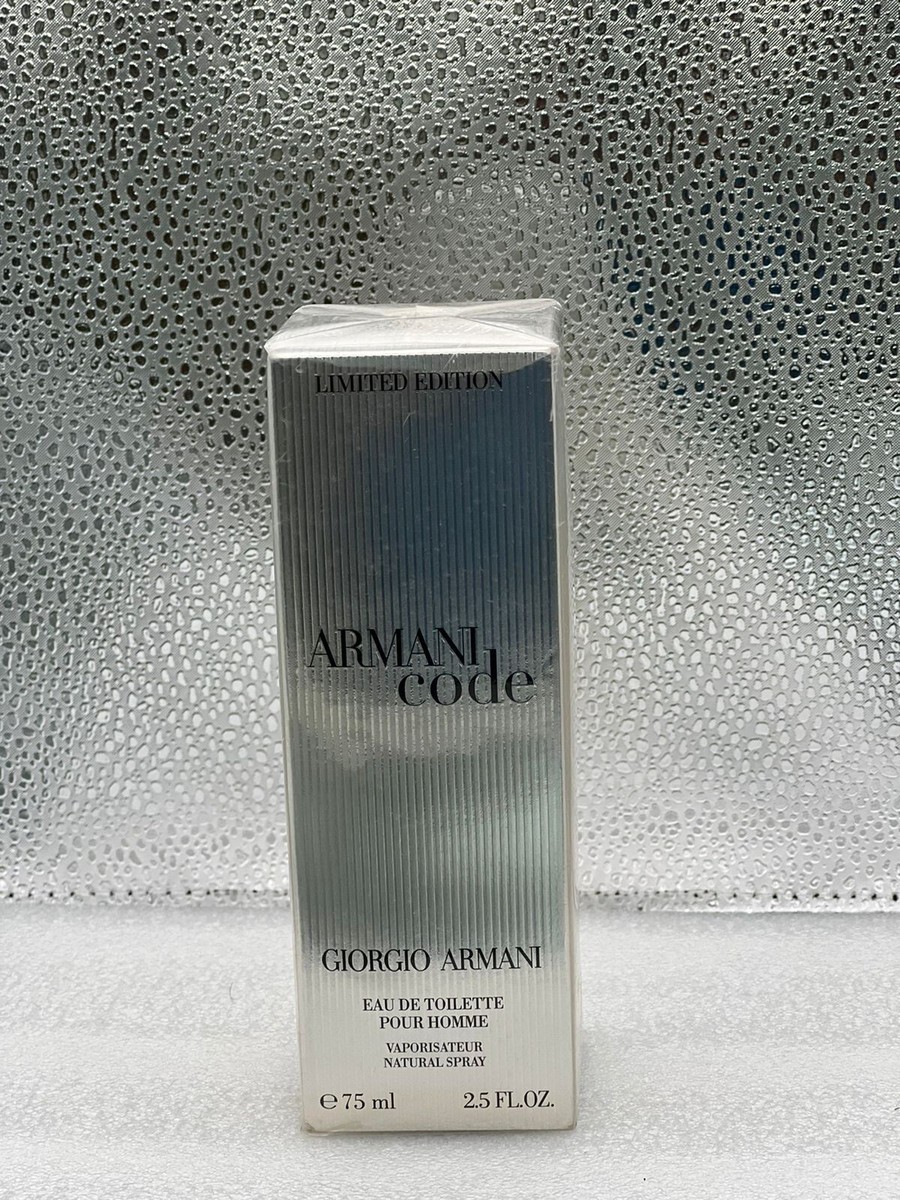 LIMITED EDITION
ARMANI
code
GIORGIO ARMANI
EAU DE TOILETTE
POUR HOMME
VAPORISATEUR
NATURAL SPRAY
℮ 75 ml 2.5 FL.OZ.